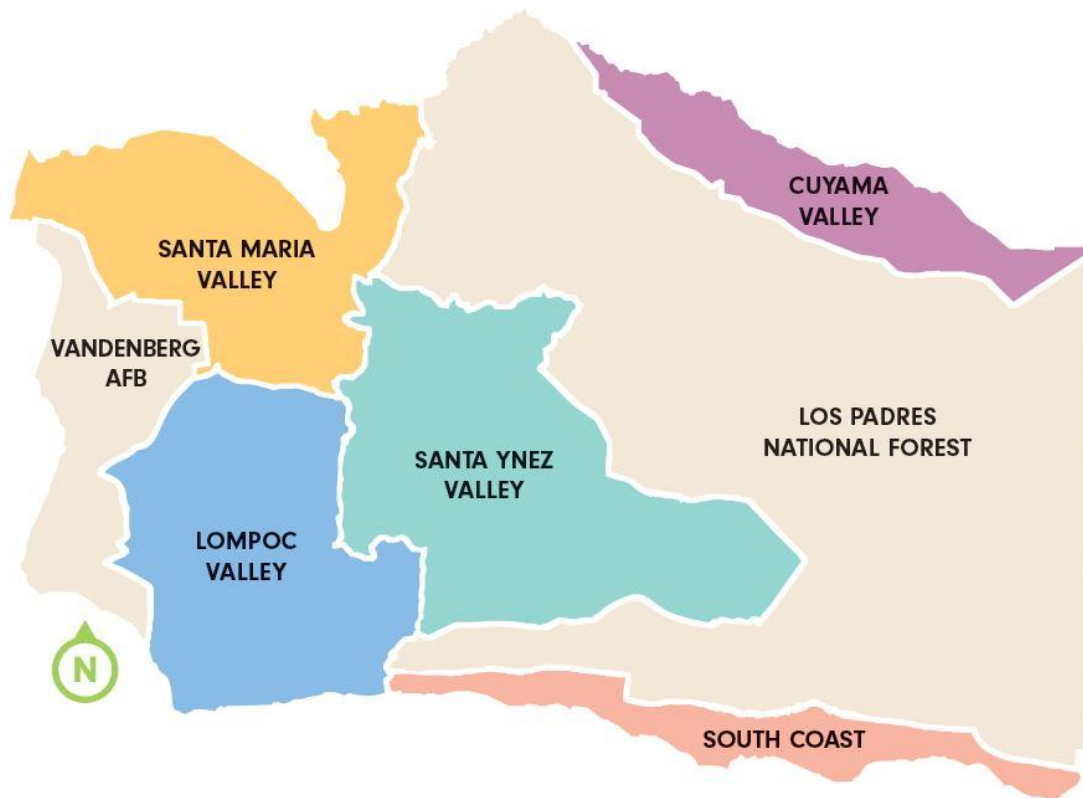 CUYAMA
VALLEY
SANTA MARIA
VALLEY
VANDENBERG
AFB
LOS PADRES
NATIONAL FOREST
SANTA YNEZ
VALLEY
LOMPOC
VALLEY
N
SOUTH COAST